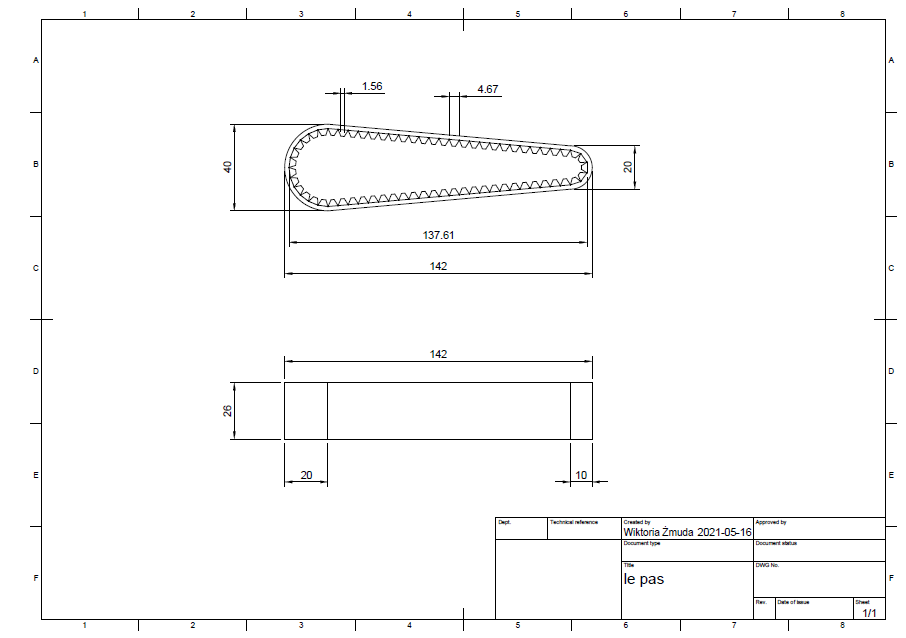 1 2 3 4 5 6 7 8
A A
1.56 4.67
B B
40 20
137.61
C C
142
142
D D
26
E E
20 10
Dept. Technical reference Created by Approved by
Wiktoria Żmuda 2021-05-16
Document type Document status
Title DWG No.
le pas
F F
Rev. Date of issue Sheet
1/1
1 2 3 4 5 6 7 8